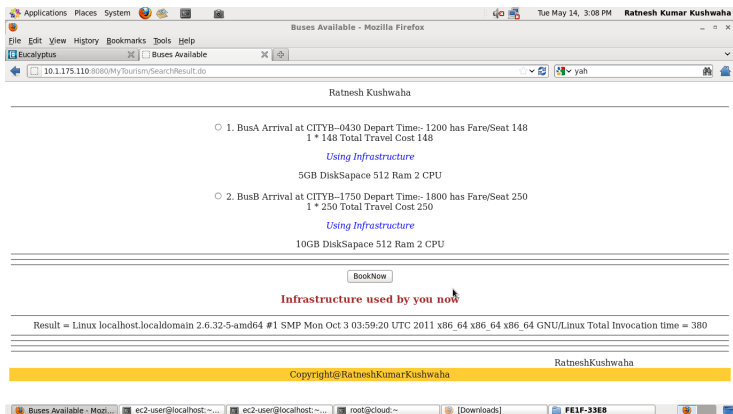 Applications Places System Tue May 14, 3:08 PM Ratnesh Kumar Kushwaha
Buses Available - Mozilla Firefox
File Edit View History Bookmarks Tools Help
Eucalyptus Buses Available
10.1.175.110:8080/MyTourism/SearchResult.do yah
Ratnesh Kushwaha
1. BusA Arrival at CITYB--0430 Depart Time:- 1200 has Fare/Seat 148
1 * 148 Total Travel Cost 148
Using Infrastructure
5GB DiskSapace 512 Ram 2 CPU
2. BusB Arrival at CITYB--1750 Depart Time:- 1800 has Fare/Seat 250
1 * 250 Total Travel Cost 250
Using Infrastructure
10GB DiskSapace 512 Ram 2 CPU
BookNow
Infrastructure used by you now
Result = Linux localhost.localdomain 2.6.32-5-amd64 #1 SMP Mon Oct 3 03:59:20 UTC 2011 x86_64 x86_64 x86_64 GNU/Linux Total Invocation time = 380
RatneshKushwaha
Copyright@RatneshKumarKushwaha
Buses Available - Mozi... ec2-user@localhost:~... ec2-user@localhost:~... root@cloud:~ [Downloads] FE1F-33E8